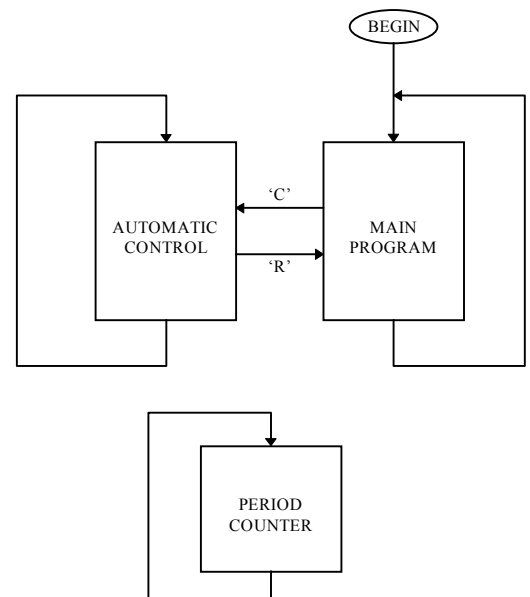 BEGIN
‘C’
AUTOMATIC
CONTROL
MAIN
PROGRAM
‘R’
PERIOD
COUNTER